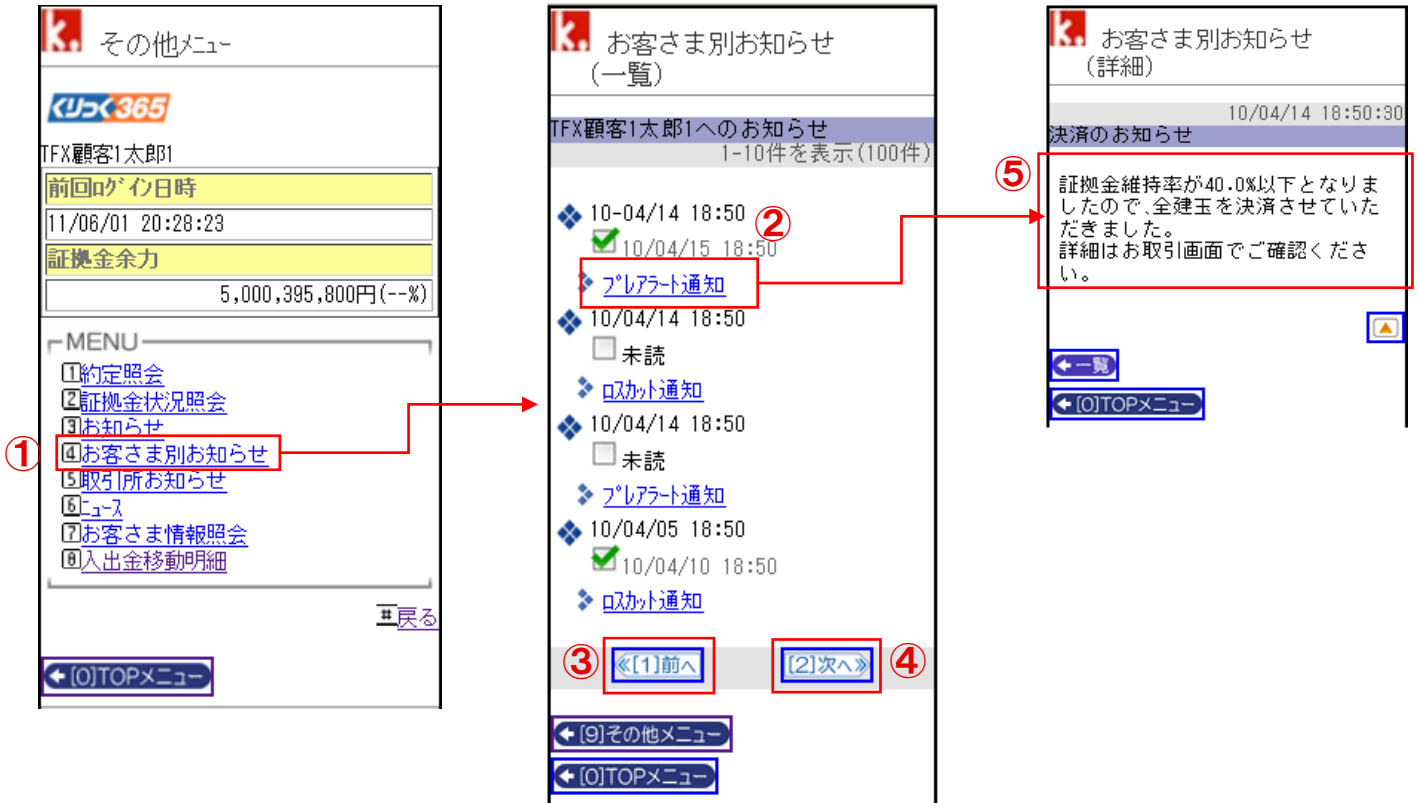 ①
k.
その他ﾒﾆｭｰ
くりっく365
TFX顧客1太郎1
前回ﾛｸﾞｲﾝ日時
11/06/01 20:28:23
証拠金余力
5,000,395,800円(--%)
MENU
1約定照会
2証拠金状況照会
3お知らせ
4お客さま別お知らせ
5取引所お知らせ
6ﾆｭｰｽ
7お客さま情報照会
8入出金移動明細
#戻る
[0]TOPメニュー
k.
お客さま別お知らせ
(一覧)
TFX顧客1太郎1へのお知らせ
1-10件を表示(100件)
10-04/14 18:50
②
10/04/15 18:50
ﾌﾟﾚｱﾗｰﾄ通知
10/04/14 18:50
未読
ﾛｽｶｯﾄ通知
10/04/14 18:50
未読
ﾌﾟﾚｱﾗｰﾄ通知
10/04/05 18:50
10/04/10 18:50
ﾛｽｶｯﾄ通知
③
≪[1]前へ
[2]次へ≫
④
[9]その他メニュー
[0]TOPメニュー
k.
お客さま別お知らせ
(詳細)
10/04/14 18:50:30
決済のお知らせ
⑤
証拠金維持率が40.0%以下となりま
したので、全建玉を決済させていた
だきました。
詳細はお取引画面でご確認くださ
い。
一覧
[0]TOPメニュー